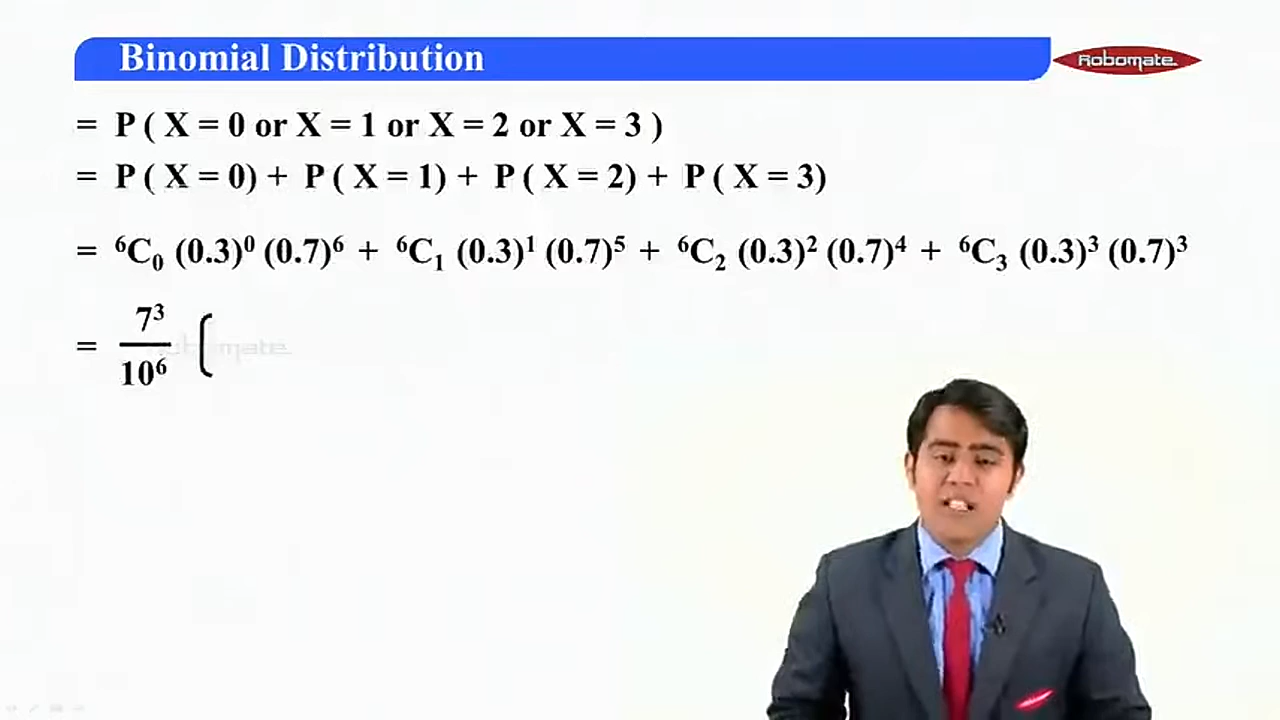 Binomial Distribution
Robomate
= P ( X = 0 or X = 1 or X = 2 or X = 3 )
= P ( X = 0) + P ( X = 1) + P ( X = 2) + P ( X = 3)
= ⁶C₀ (0.3)⁰ (0.7)⁶ + ⁶C₁ (0.3)¹ (0.7)⁵ + ⁶C₂ (0.3)² (0.7)⁴ + ⁶C₃ (0.3)³ (0.7)³
7³
= [
10⁶
robomate